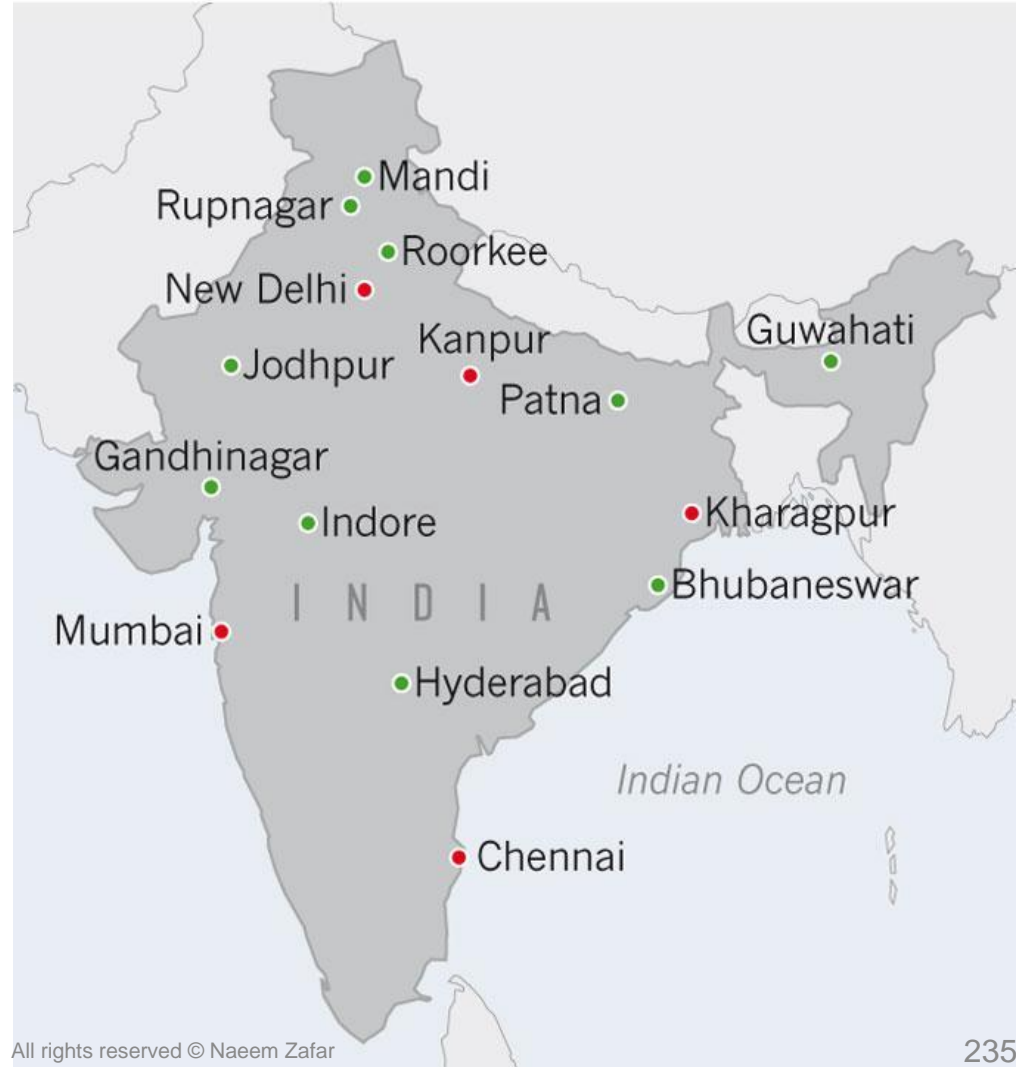 Mandi
Rupnagar
Roorkee
New Delhi
Kanpur
Guwahati
Jodhpur
Patna
Gandhinagar
Indore
Kharagpur
Bhubaneswar
INDIA
Mumbai
Hyderabad
Indian Ocean
Chennai
All rights reserved © Naeem Zafar
235